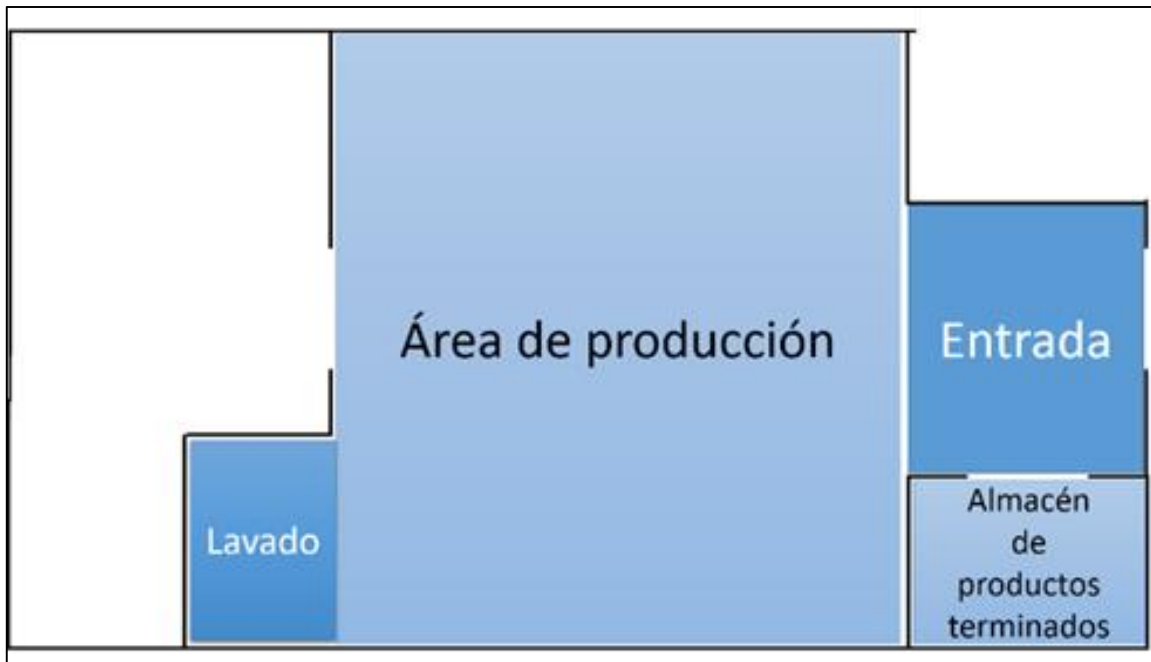 Área de producción
Entrada
Lavado
Almacén
de
productos
terminados